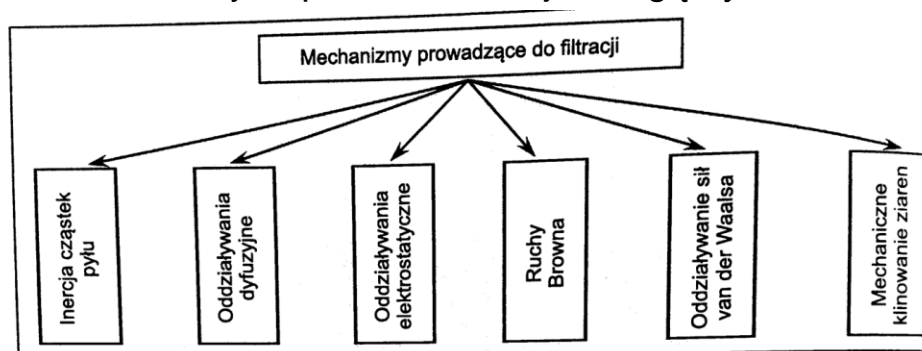 Mechanizmy prowadzące do filtracji
Inercja cząstek
pyłu
Oddziaływania
dyfuzyjne
Oddziaływania
elektrostatyczne
Ruchy
Browna
Oddziaływanie sił
van der Waalsa
Mechaniczne
klinowanie ziaren